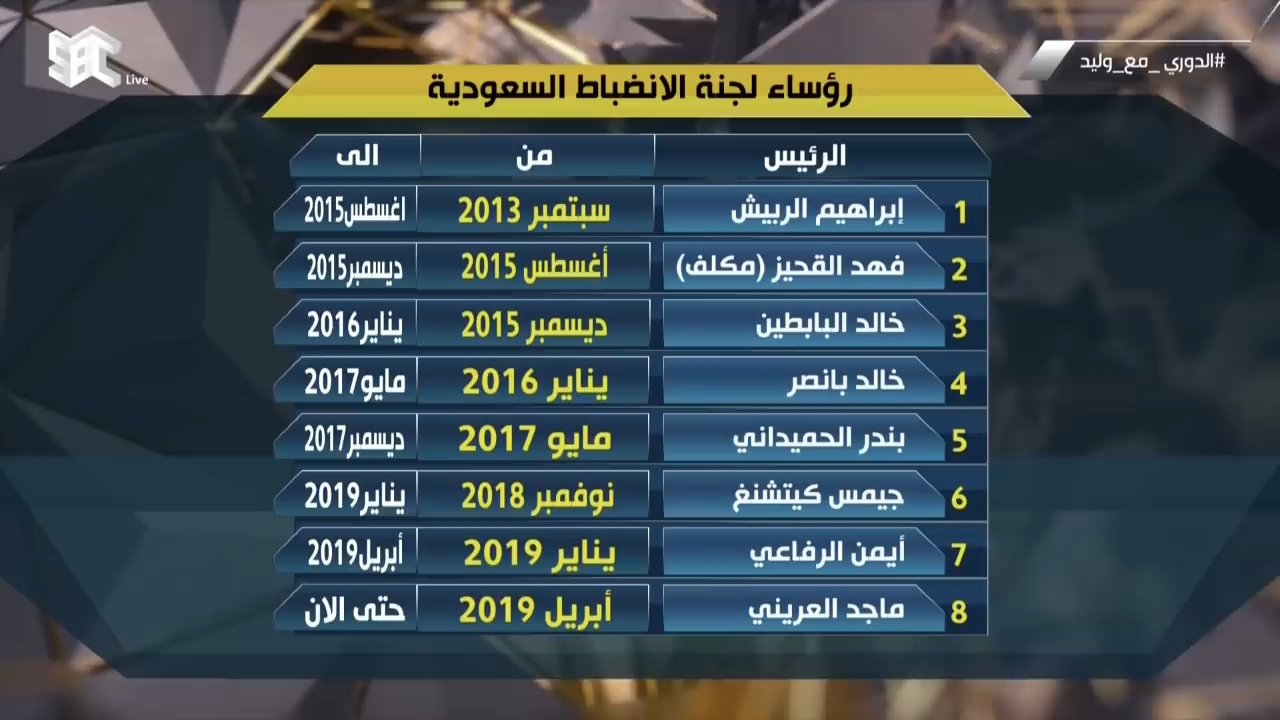 SBC
Live
#الدوري _مع_وليد
رؤساء لجنة الانضباط السعودية
الرئيس من الى
1 إبراهيم الربيش سبتمبر 2013 اغسطس2015
2 فهد القحيز (مكلف) أغسطس 2015 ديسمبر2015
3 خالد البابطين ديسمبر 2015 يناير2016
4 خالد بانصر يناير 2016 مايو2017
5 بندر الحميداني مايو 2017 ديسمبر2017
6 جيمس كيتشنغ نوفمبر 2018 يناير2019
7 أيمن الرفاعي يناير 2019 أبريل2019
8 ماجد العريني أبريل 2019 حتى الان